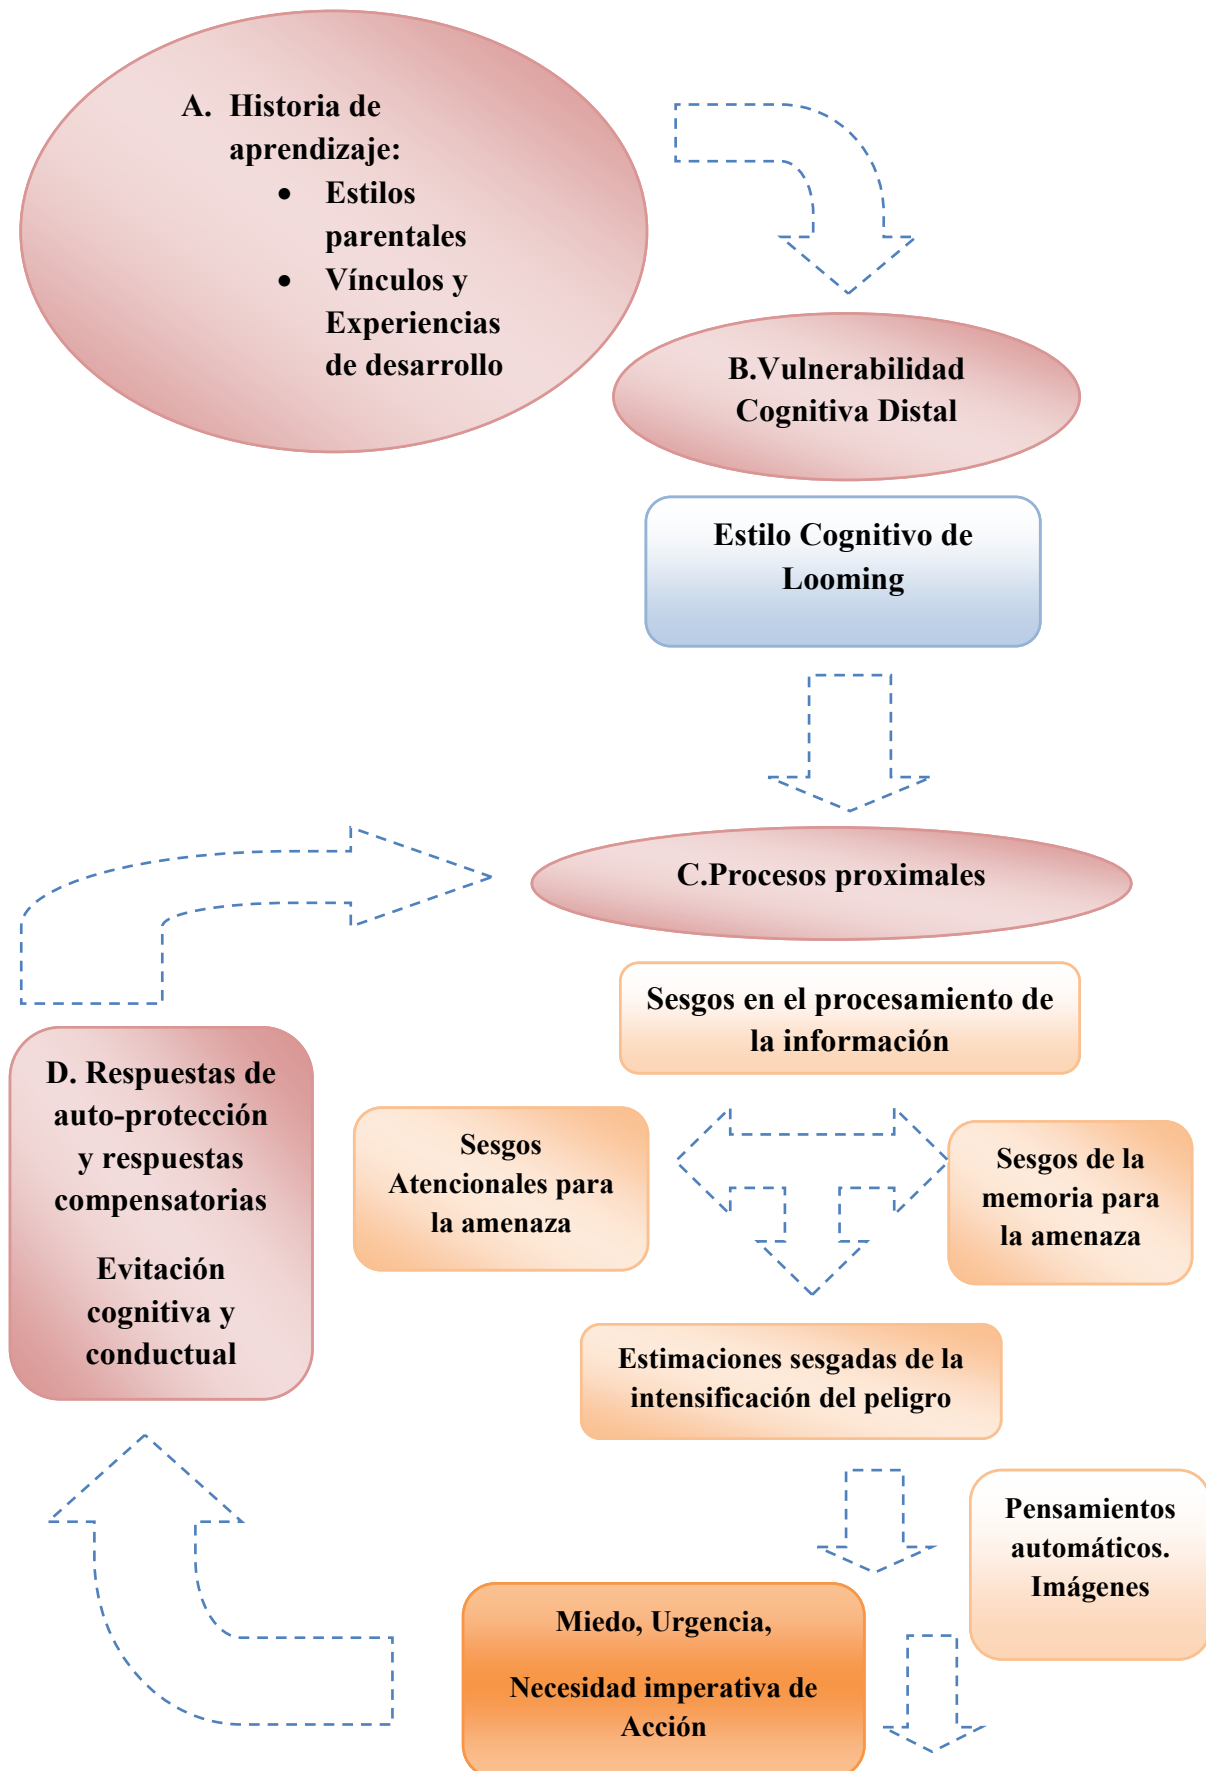 A. Historia de
aprendizaje:
• Estilos
parentales
• Vínculos y
Experiencias
de desarrollo
B.Vulnerabilidad
Cognitiva Distal
Estilo Cognitivo de
Looming
C.Procesos proximales
Sesgos en el procesamiento de
la información
D. Respuestas de
auto-protección
y respuestas
compensatorias
Evitación
cognitiva y
conductual
Sesgos
Atencionales para
la amenaza
Sesgos de la
memoria para
la amenaza
Estimaciones sesgadas de la
intensificación del peligro
Pensamientos
automáticos.
Imágenes
Miedo, Urgencia,
Necesidad imperativa de
Acción